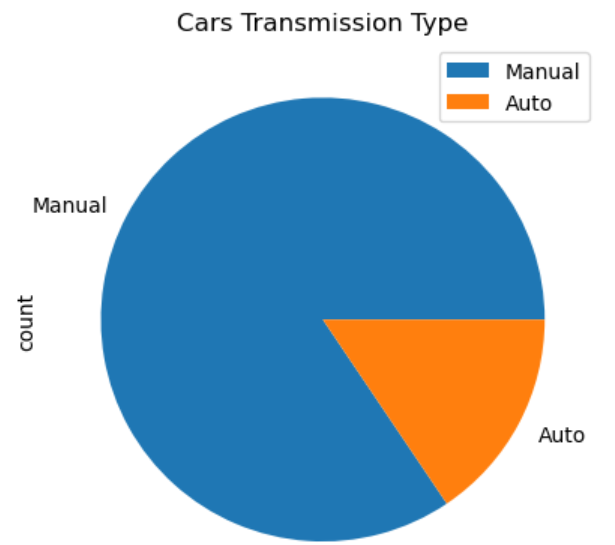 Cars Transmission Type
Manual
Auto
Manual
count
Auto